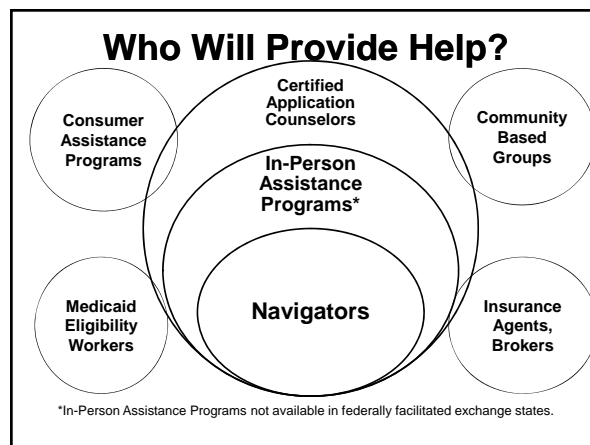 Who Will Provide Help?
Certified
Application
Counselors
Consumer
Assistance
Programs
Community
Based
Groups
In-Person
Assistance
Programs*
Navigators
Medicaid
Eligibility
Workers
Insurance
Agents,
Brokers
*In-Person Assistance Programs not available in federally facilitated exchange states.